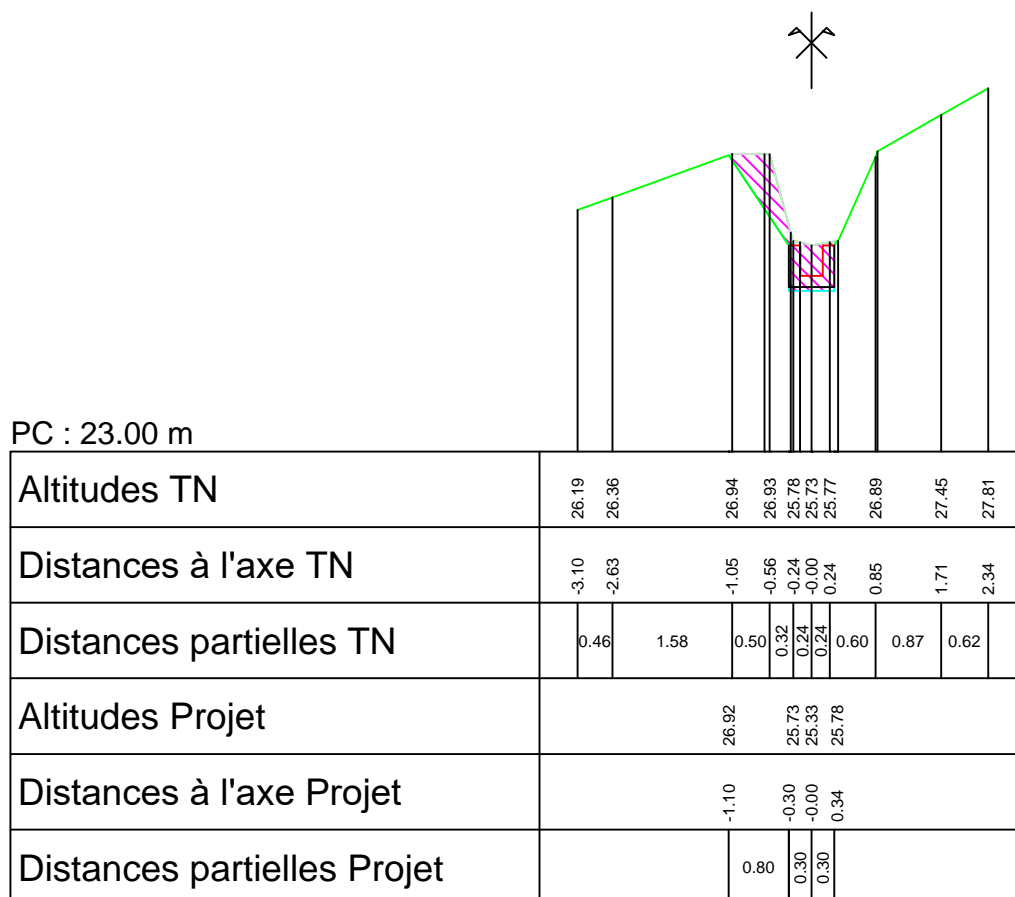 PC : 23.00 m
Altitudes TN 26.19 26.36 26.94 26.93 25.78 25.73 25.77 26.89 27.45 27.81
Distances à l'axe TN -3.10 -2.63 -1.05 -0.56 -0.24 -0.00 0.24 0.85 1.71 2.34
Distances partielles TN 0.46 1.58 0.50 0.32 0.24 0.24 0.60 0.87 0.62
Altitudes Projet 26.92 25.73 25.33 25.78
Distances à l'axe Projet -1.10 -0.30 -0.00 0.34
Distances partielles Projet 0.80 0.30 0.30